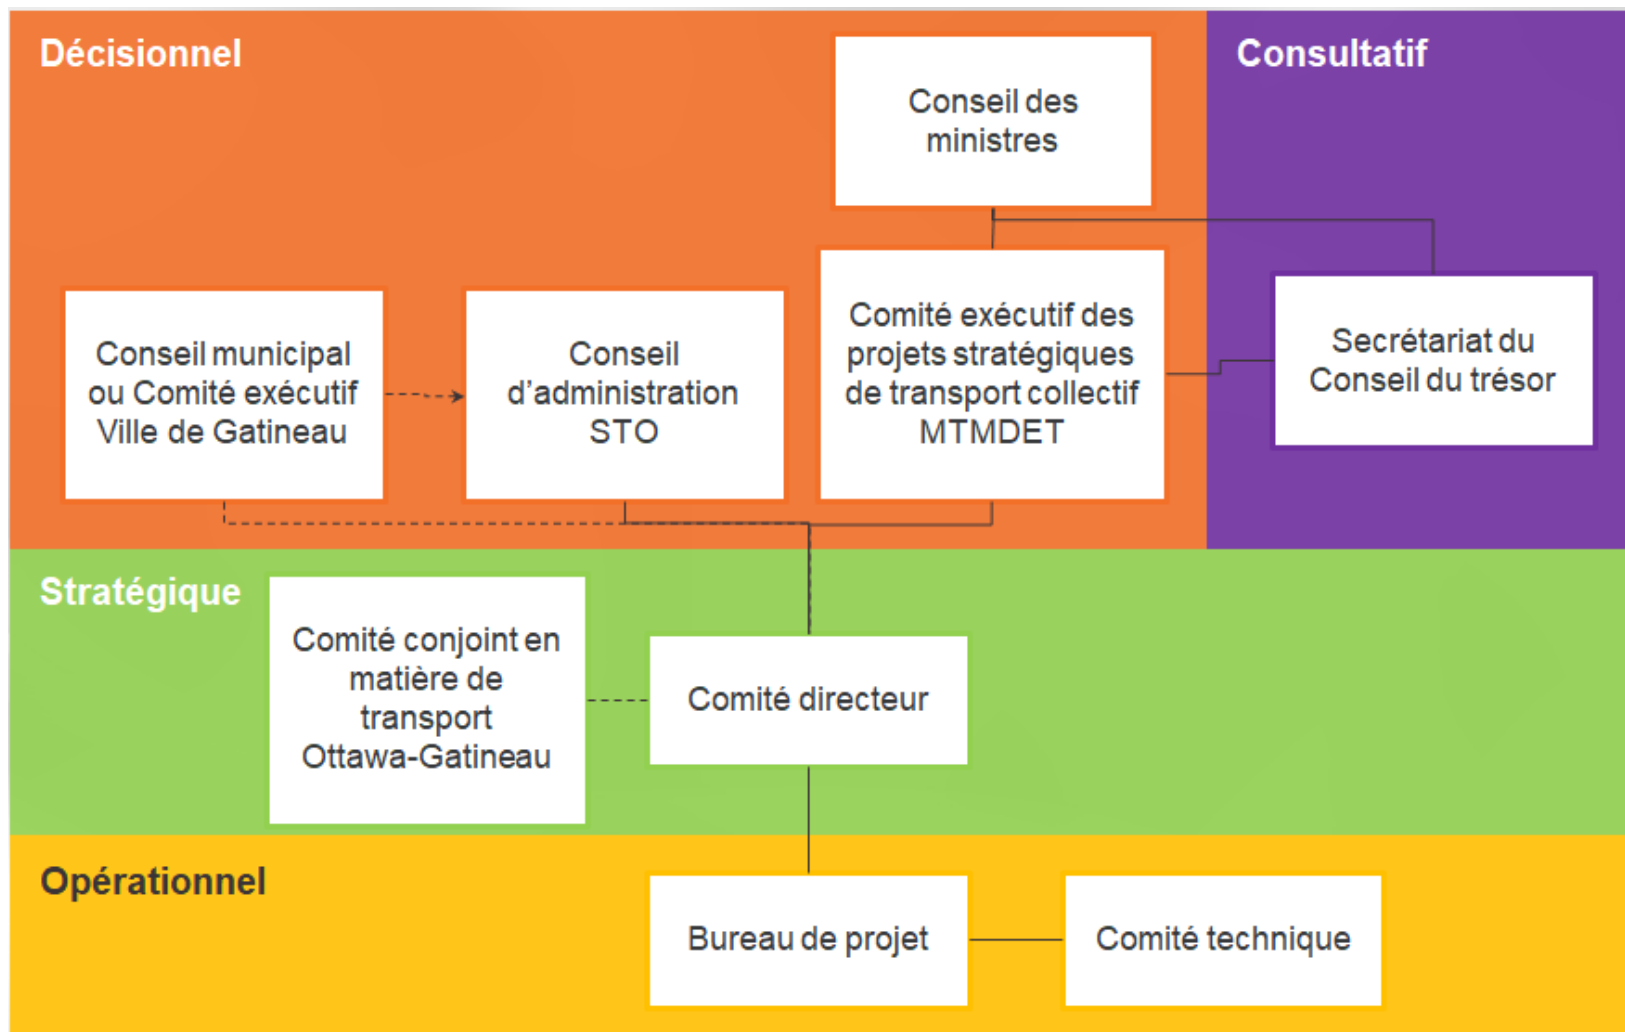 Décisionnel
Consultatif
Conseil des
ministres
Conseil municipal
ou Comité exécutif
Ville de Gatineau
Conseil
d’administration
STO
Comité exécutif des
projets stratégiques
de transport collectif
MTMDET
Secrétariat du
Conseil du trésor
Stratégique
Comité conjoint en
matière de
transport
Ottawa-Gatineau
Comité directeur
Opérationnel
Bureau de projet
Comité technique